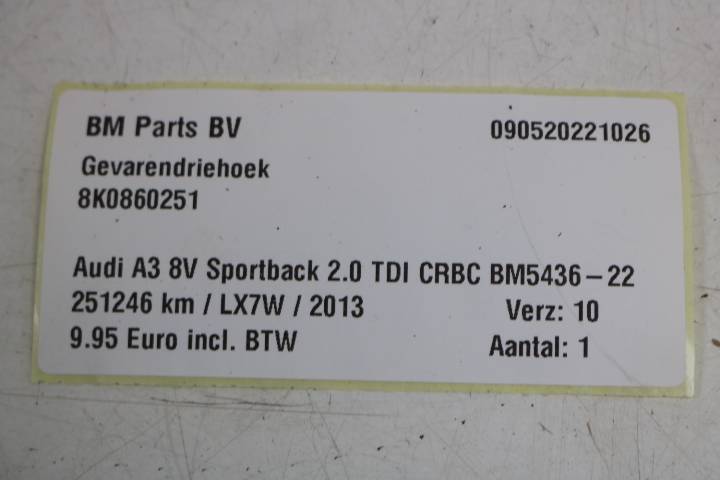 BM Parts BV 090520221026
Gevarendriehoek
8K0860251
Audi A3 8V Sportback 2.0 TDI CRBC BM5436-22
251246 km / LX7W / 2013 Verz: 10
9.95 Euro incl. BTW Aantal: 1